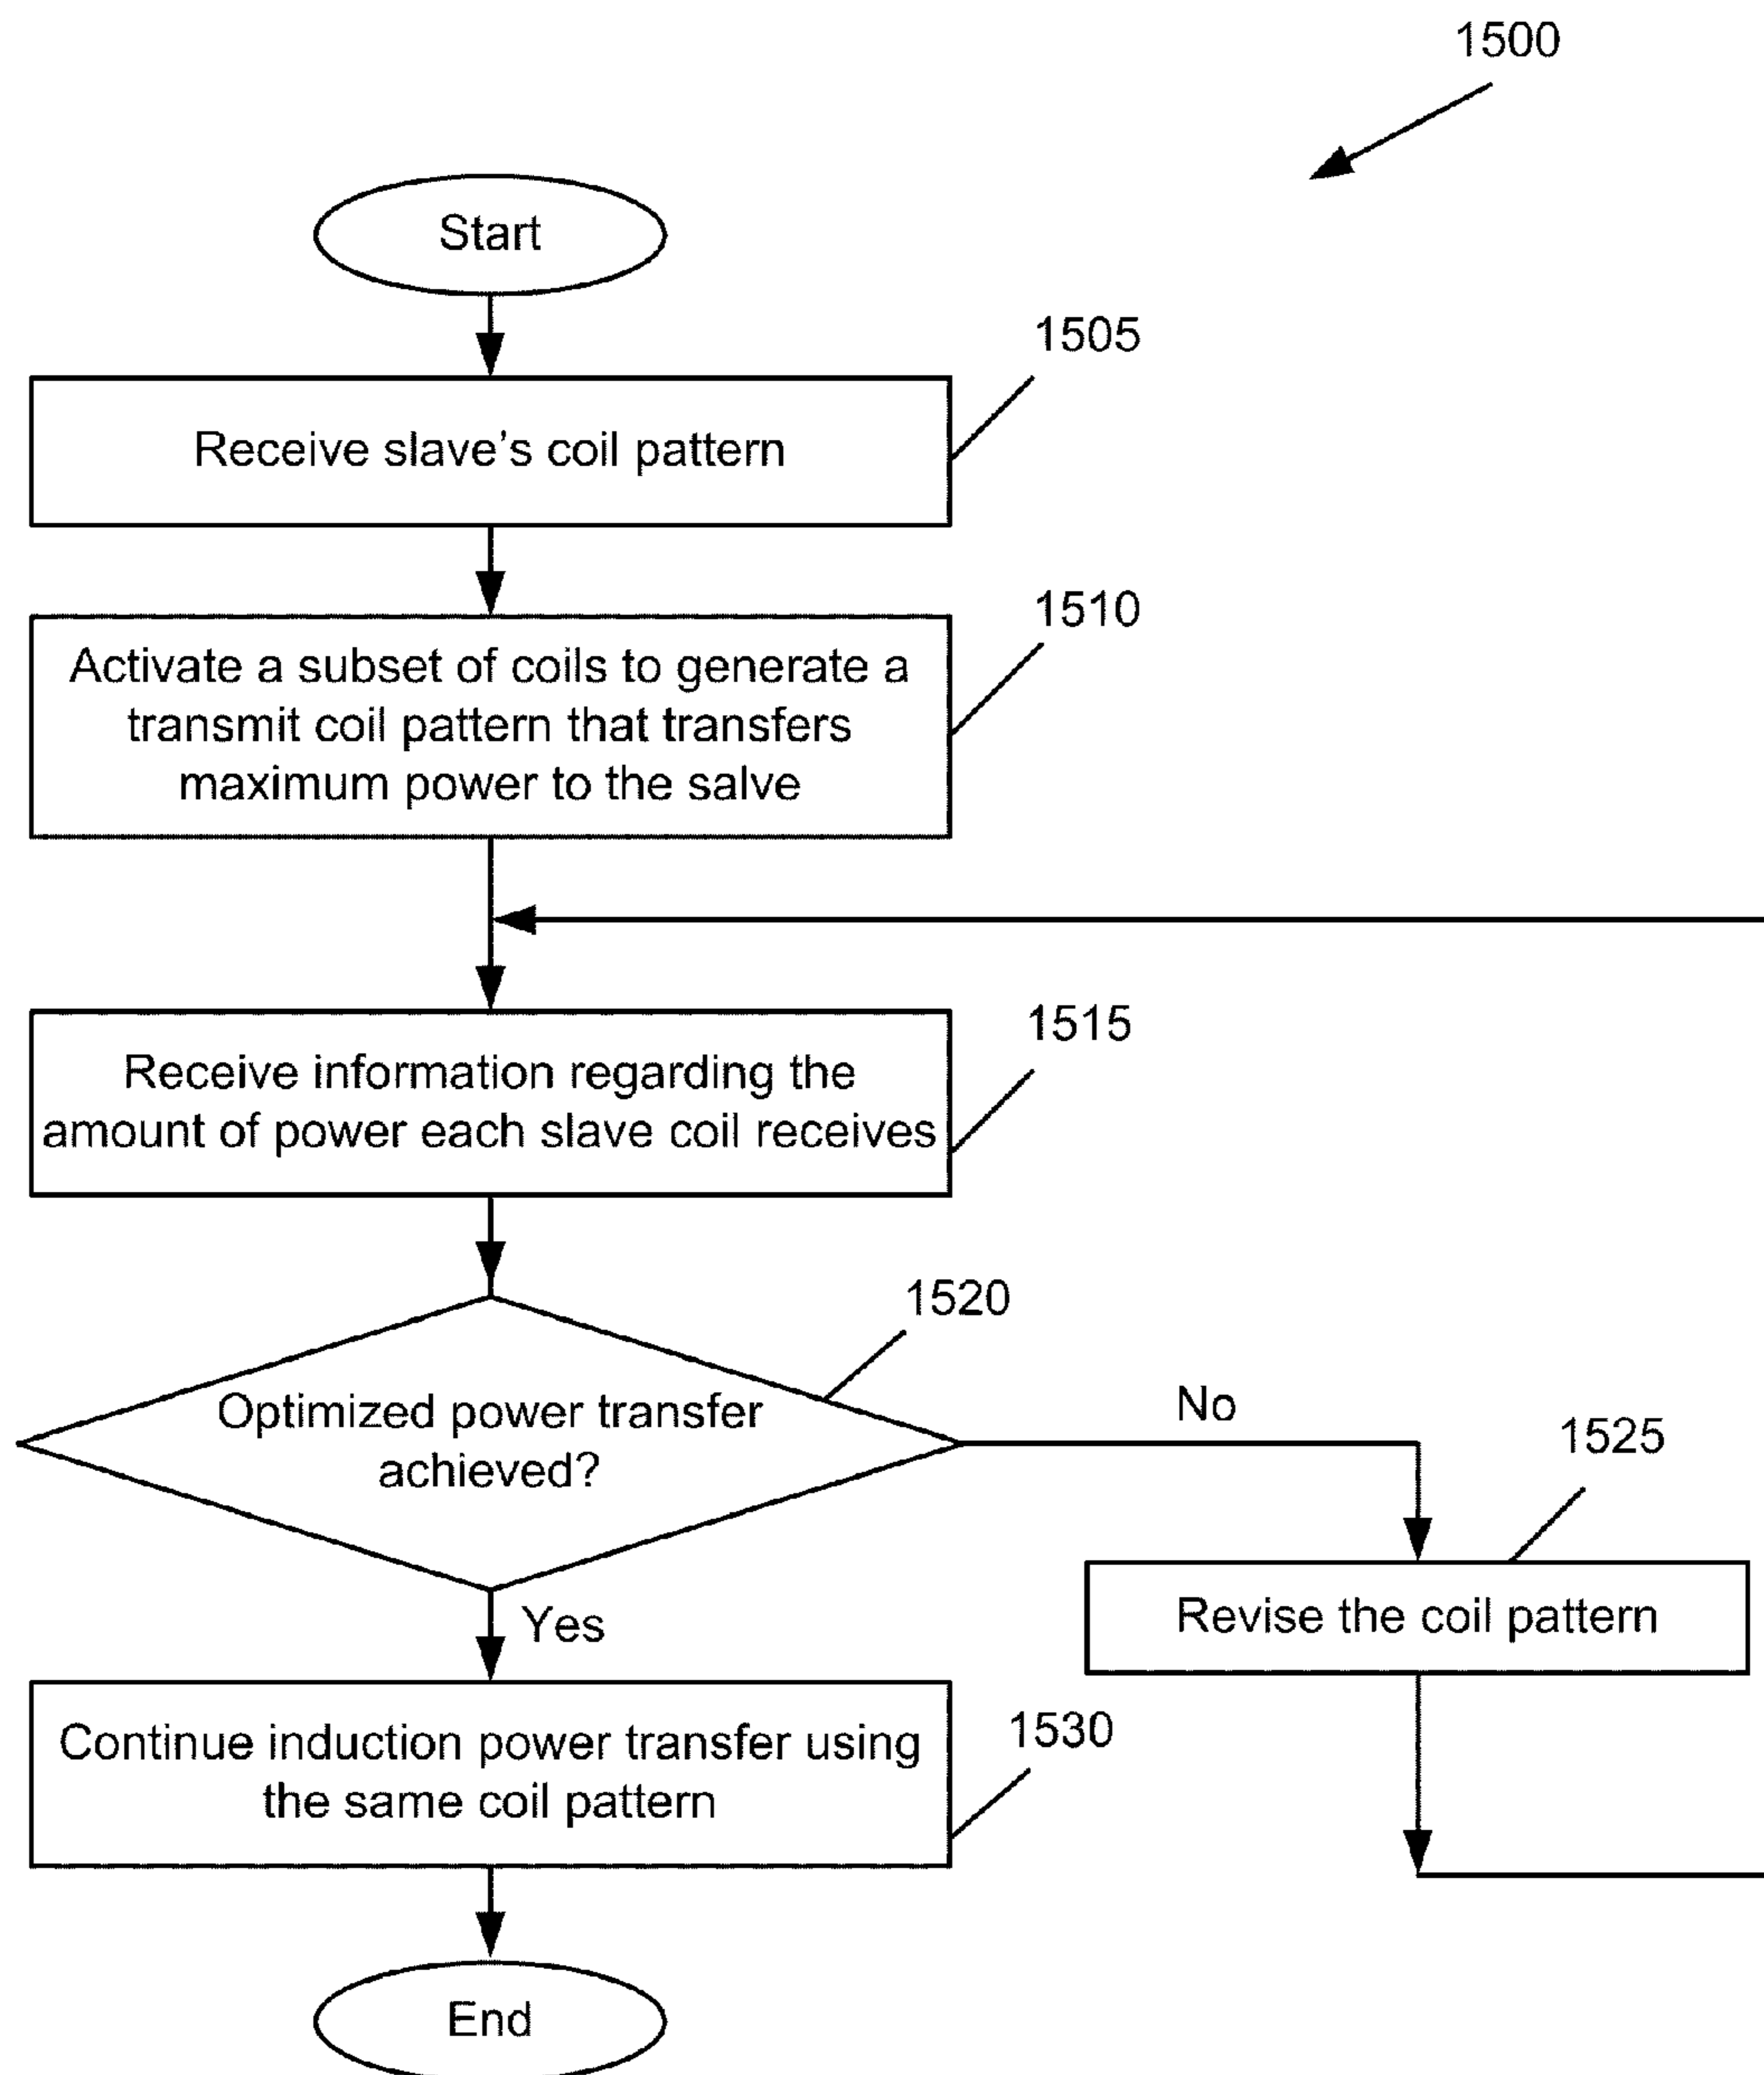 1500
Start
1505
Receive slave's coil pattern
1510
Activate a subset of coils to generate a
transmit coil pattern that transfers
maximum power to the salve
1515
Receive information regarding the
amount of power each slave coil receives
1520
Optimized power transfer
achieved?
No
1525
Revise the coil pattern
Yes
1530
Continue induction power transfer using
the same coil pattern
End